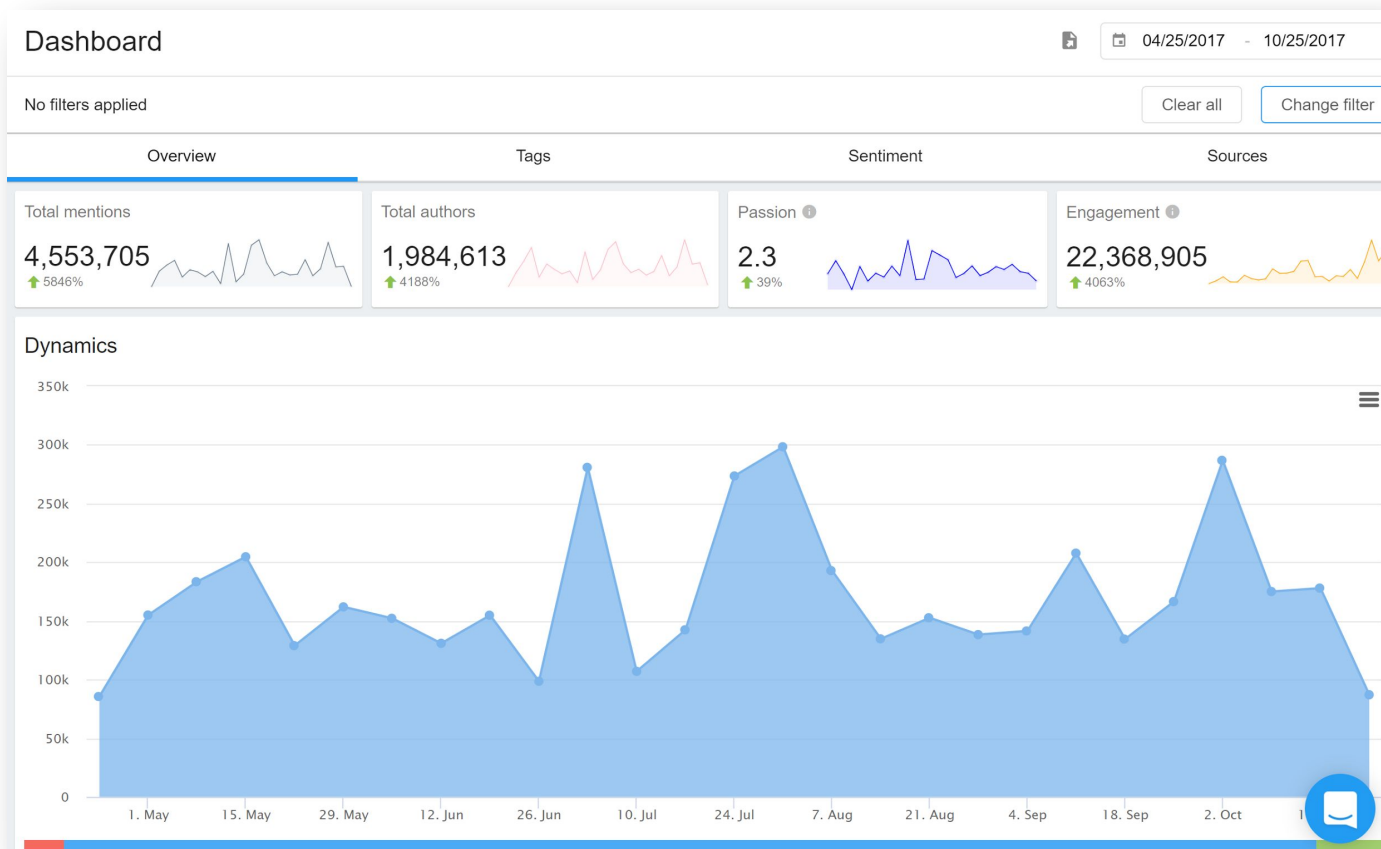 Dashboard
04/25/2017 - 10/25/2017
No filters applied
Clear all
Change filter
Overview
Tags
Sentiment
Sources
Total mentions
4,553,705
5846%
Total authors
1,984,613
4188%
Passion
2.3
39%
Engagement
22,368,905
4063%
Dynamics
350k
300k
250k
200k
150k
100k
50k
0
1. May 15. May 29. May 12. Jun 26. Jun 10. Jul 24. Jul 7. Aug 21. Aug 4. Sep 18. Sep 2. Oct